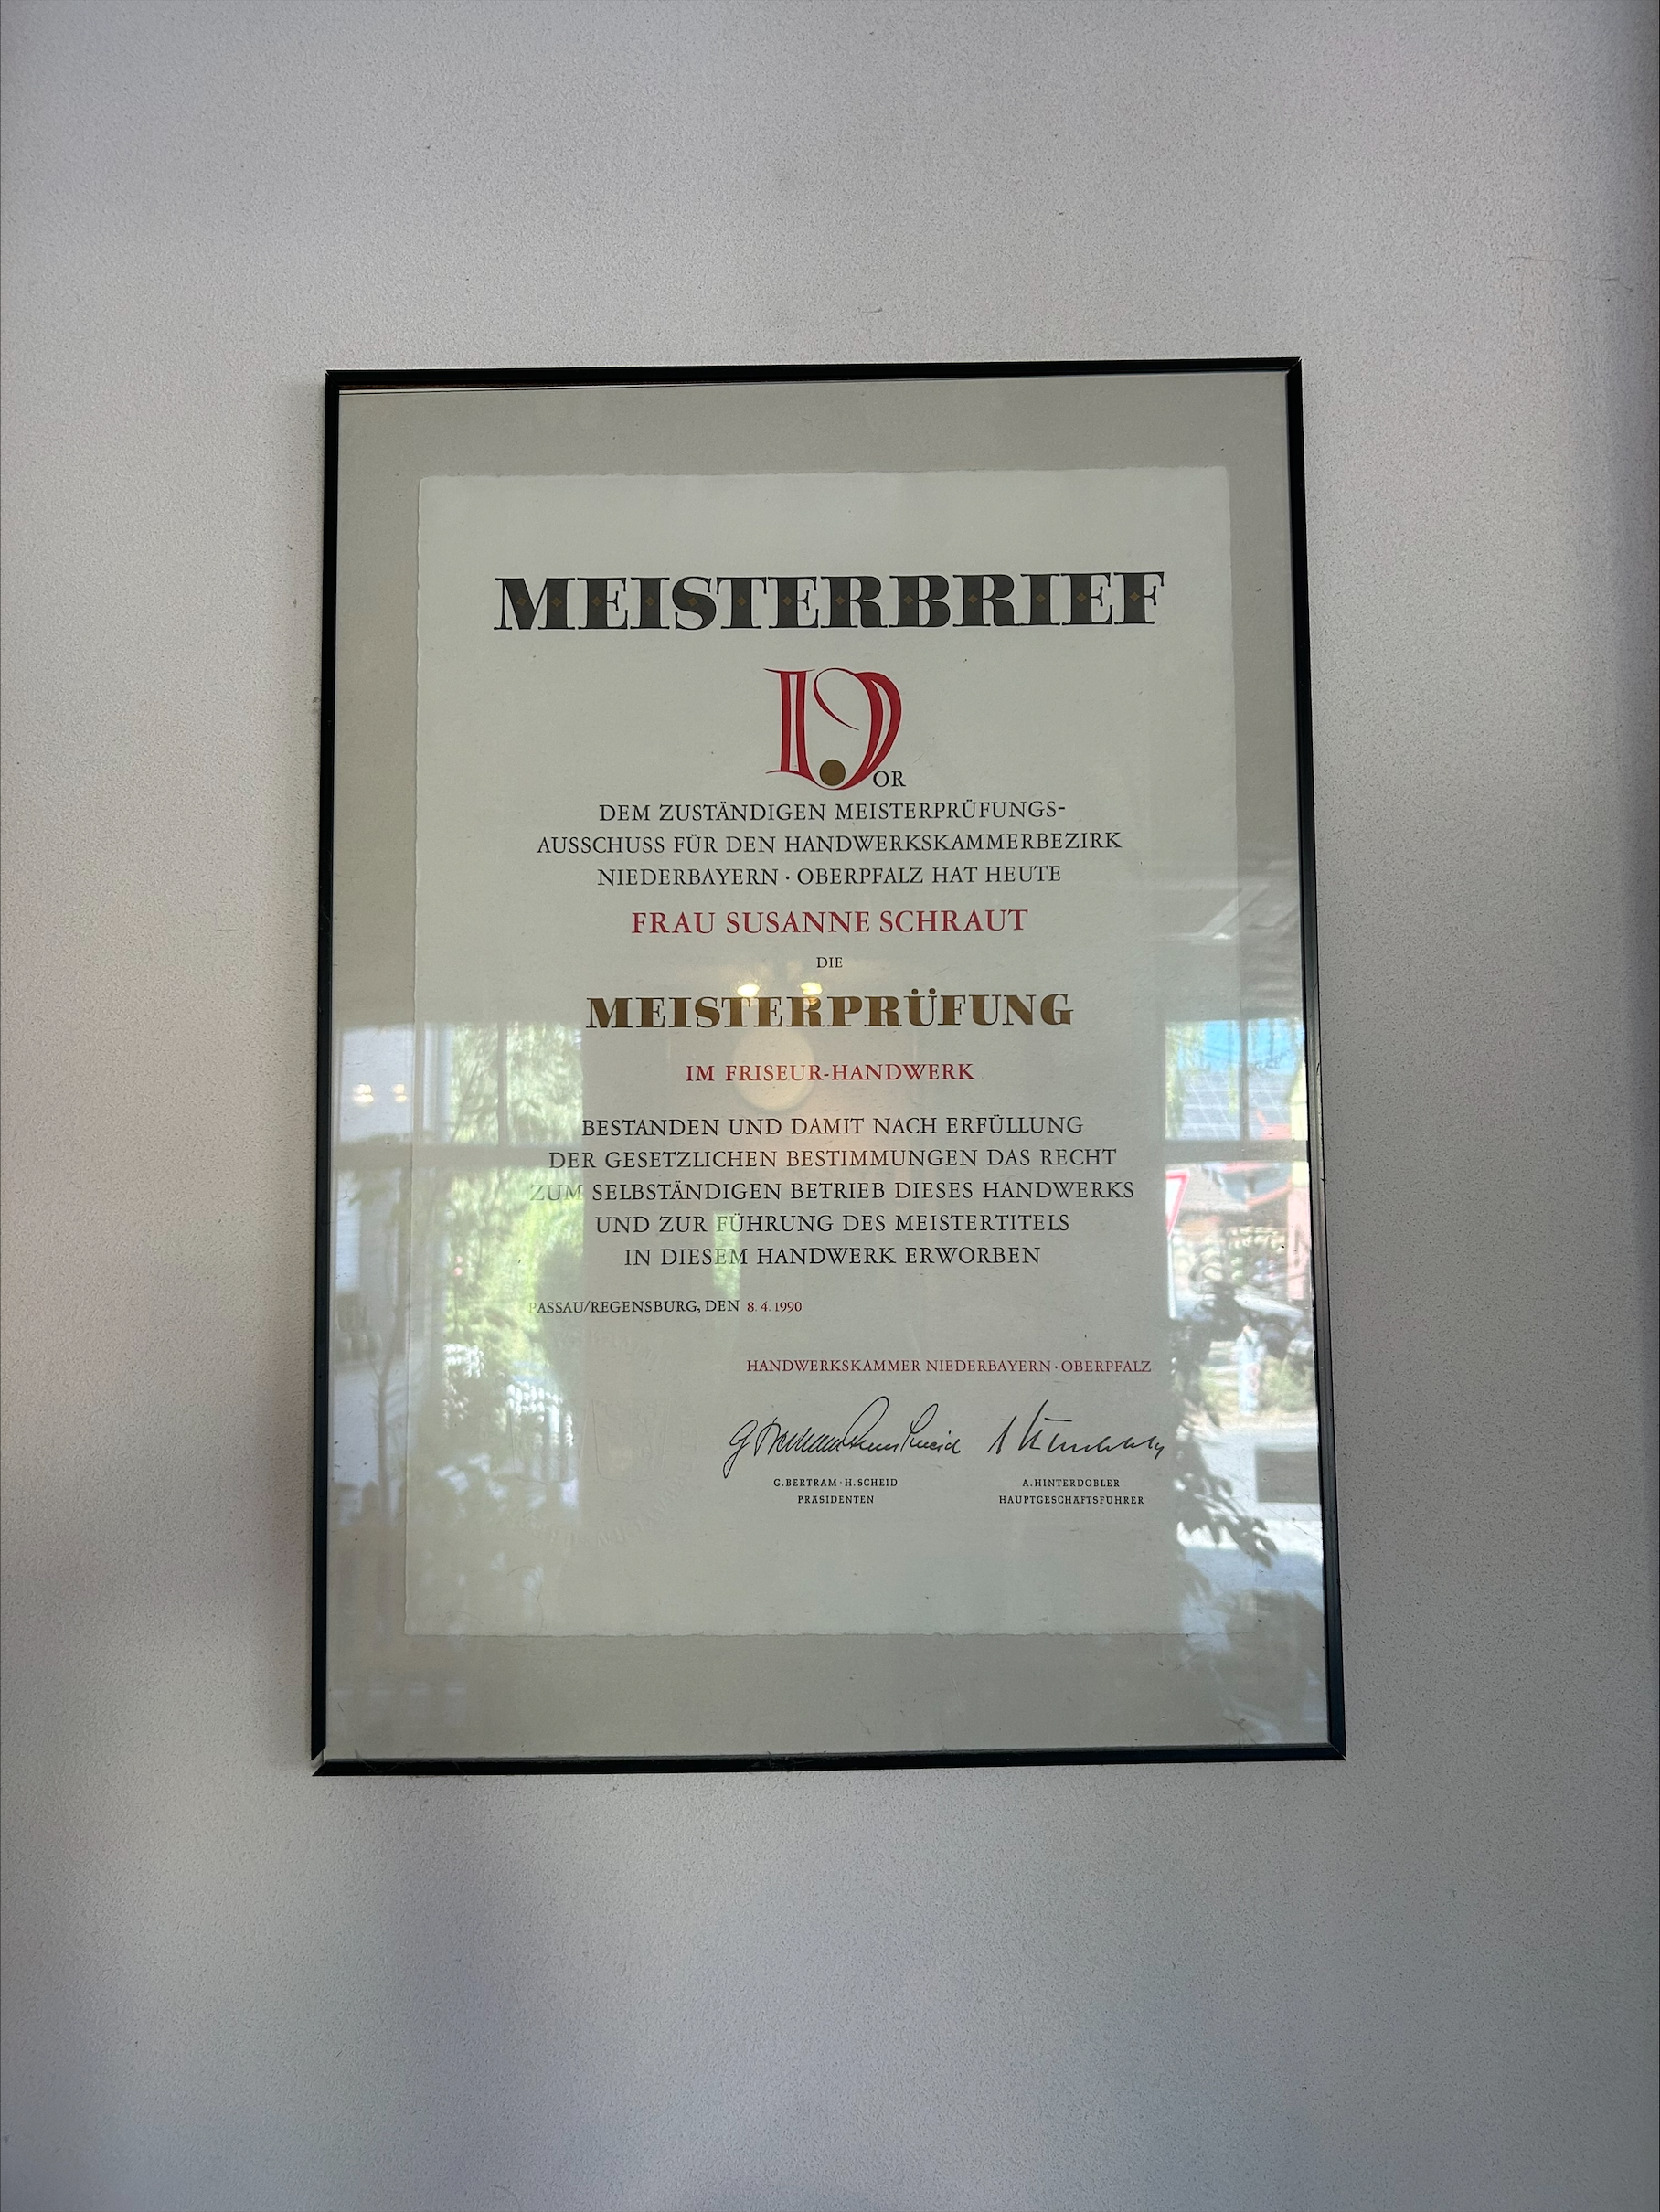 MEISTERBRIEF
VOR
DEM ZUSTÄNDIGEN MEISTERPRÜFUNGS-
AUSSCHUSS FÜR DEN HANDWERKSKAMMERBEZIRK
NIEDERBAYERN · OBERPFALZ HAT HEUTE
FRAU SUSANNE SCHRAUT
DIE
MEISTERPRÜFUNG
IM FRISEUR-HANDWERK
BESTANDEN UND DAMIT NACH ERFÜLLUNG
DER GESETZLICHEN BESTIMMUNGEN DAS RECHT
ZUM SELBSTÄNDIGEN BETRIEB DIESES HANDWERKS
UND ZUR FÜHRUNG DES MEISTERTITELS
IN DIESEM HANDWERK ERWORBEN
PASSAU/REGENSBURG, DEN 8. 4. 1990
HANDWERKSKAMMER NIEDERBAYERN · OBERPFALZ
G. BERTRAM · H. SCHEID
PRÄSIDENTEN
A. HINTERDOBLER
HAUPTGESCHÄFTSFÜHRER